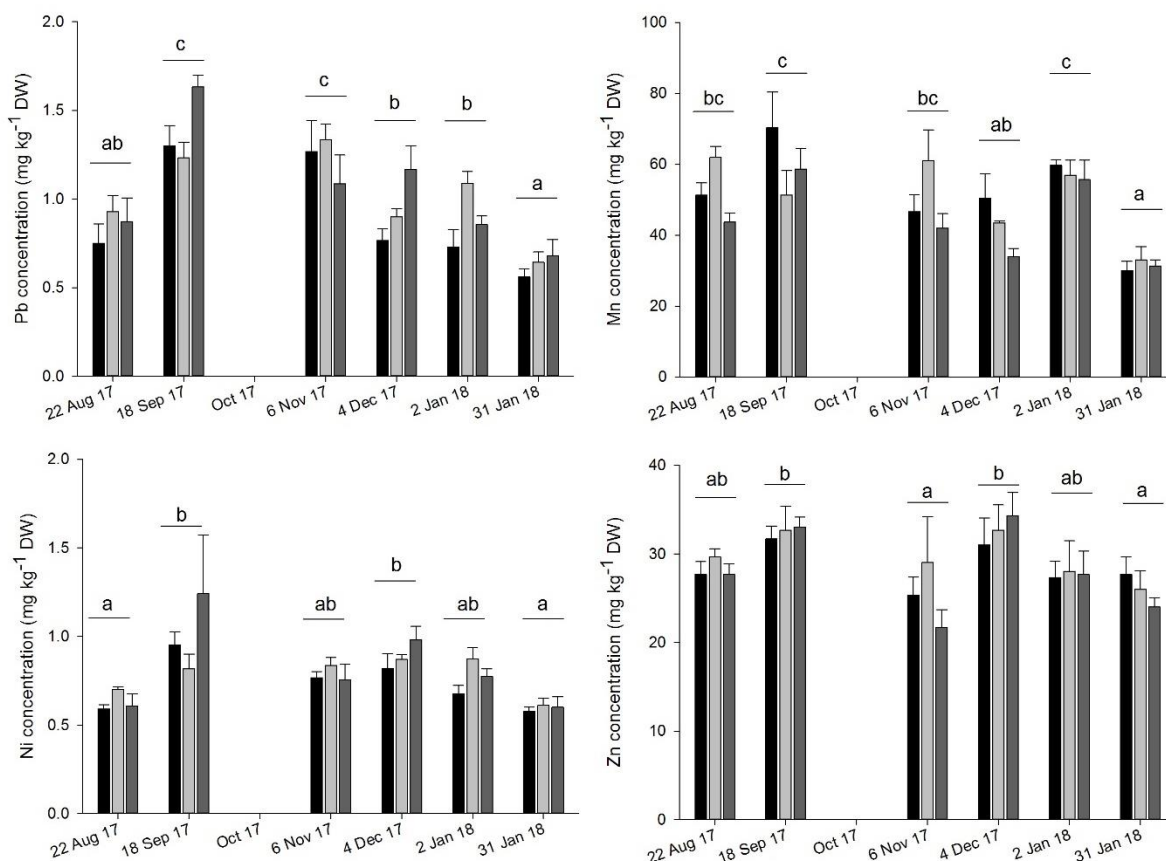 Pb concentration (mg kg⁻¹ DW)
2.0
1.5
1.0
0.5
0.0
ab
c
c
b
b
a
22 Aug 17
18 Sep 17
Oct 17
6 Nov 17
4 Dec 17
2 Jan 18
31 Jan 18
Mn concentration (mg kg⁻¹ DW)
100
80
60
40
20
0
bc
c
bc
ab
c
a
22 Aug 17
18 Sep 17
Oct 17
6 Nov 17
4 Dec 17
2 Jan 18
31 Jan 18
Ni concentration (mg kg⁻¹ DW)
2.0
1.5
1.0
0.5
0.0
a
b
ab
b
ab
a
22 Aug 17
18 Sep 17
Oct 17
6 Nov 17
4 Dec 17
2 Jan 18
31 Jan 18
Zn concentration (mg kg⁻¹ DW)
40
30
20
10
0
ab
b
a
b
ab
a
22 Aug 17
18 Sep 17
Oct 17
6 Nov 17
4 Dec 17
2 Jan 18
31 Jan 18